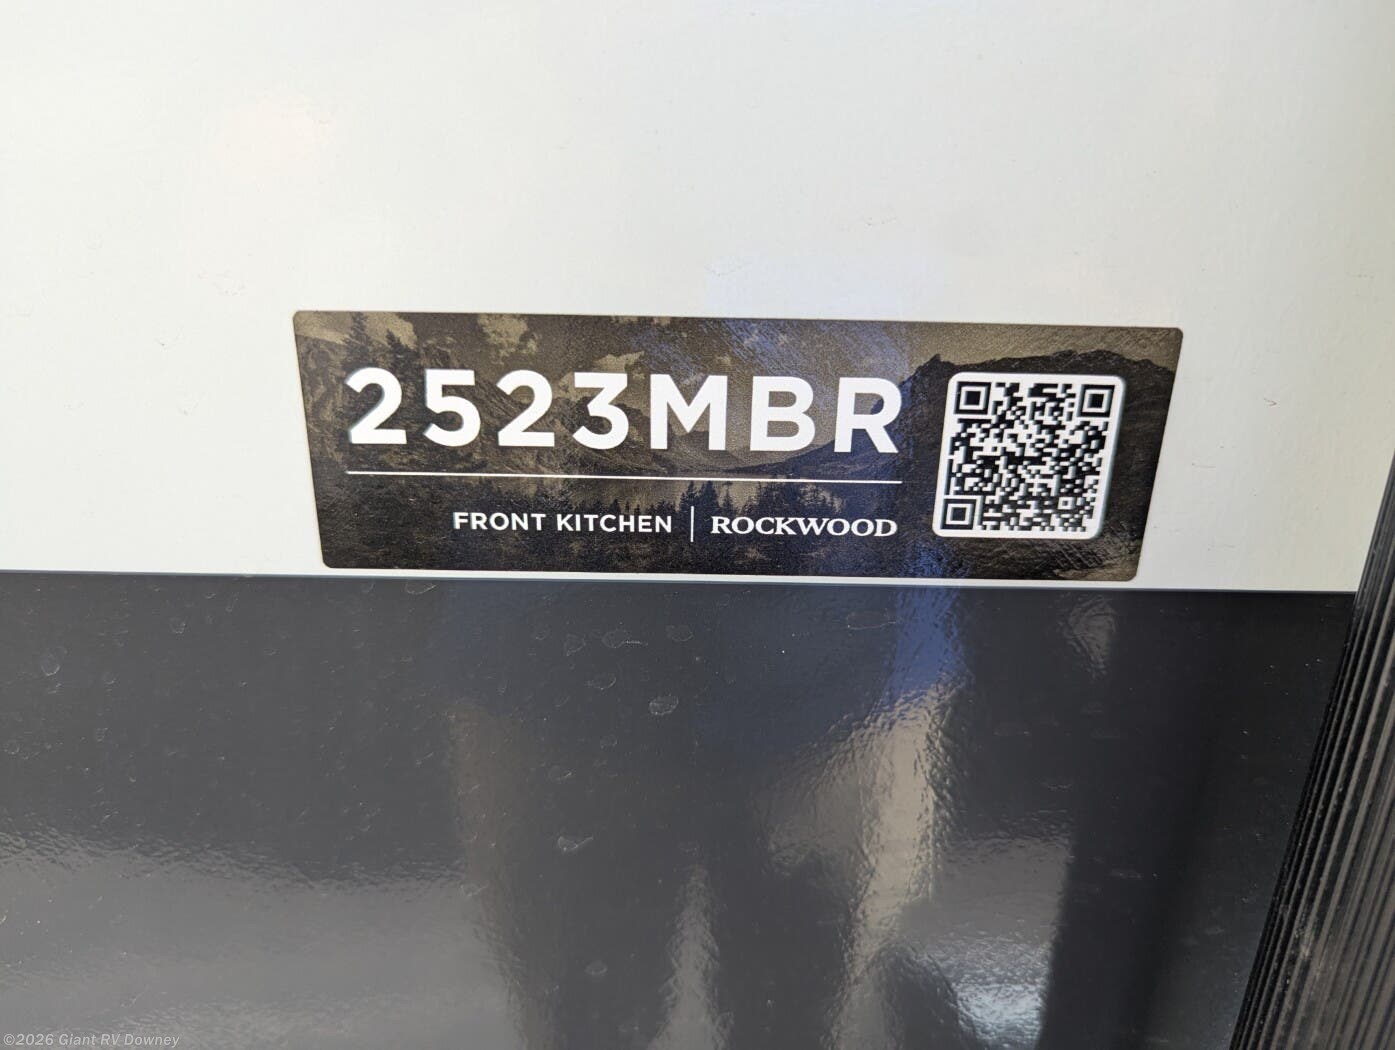 2523MBR
FRONT KITCHEN | ROCKWOOD
©2026 Giant RV Downey